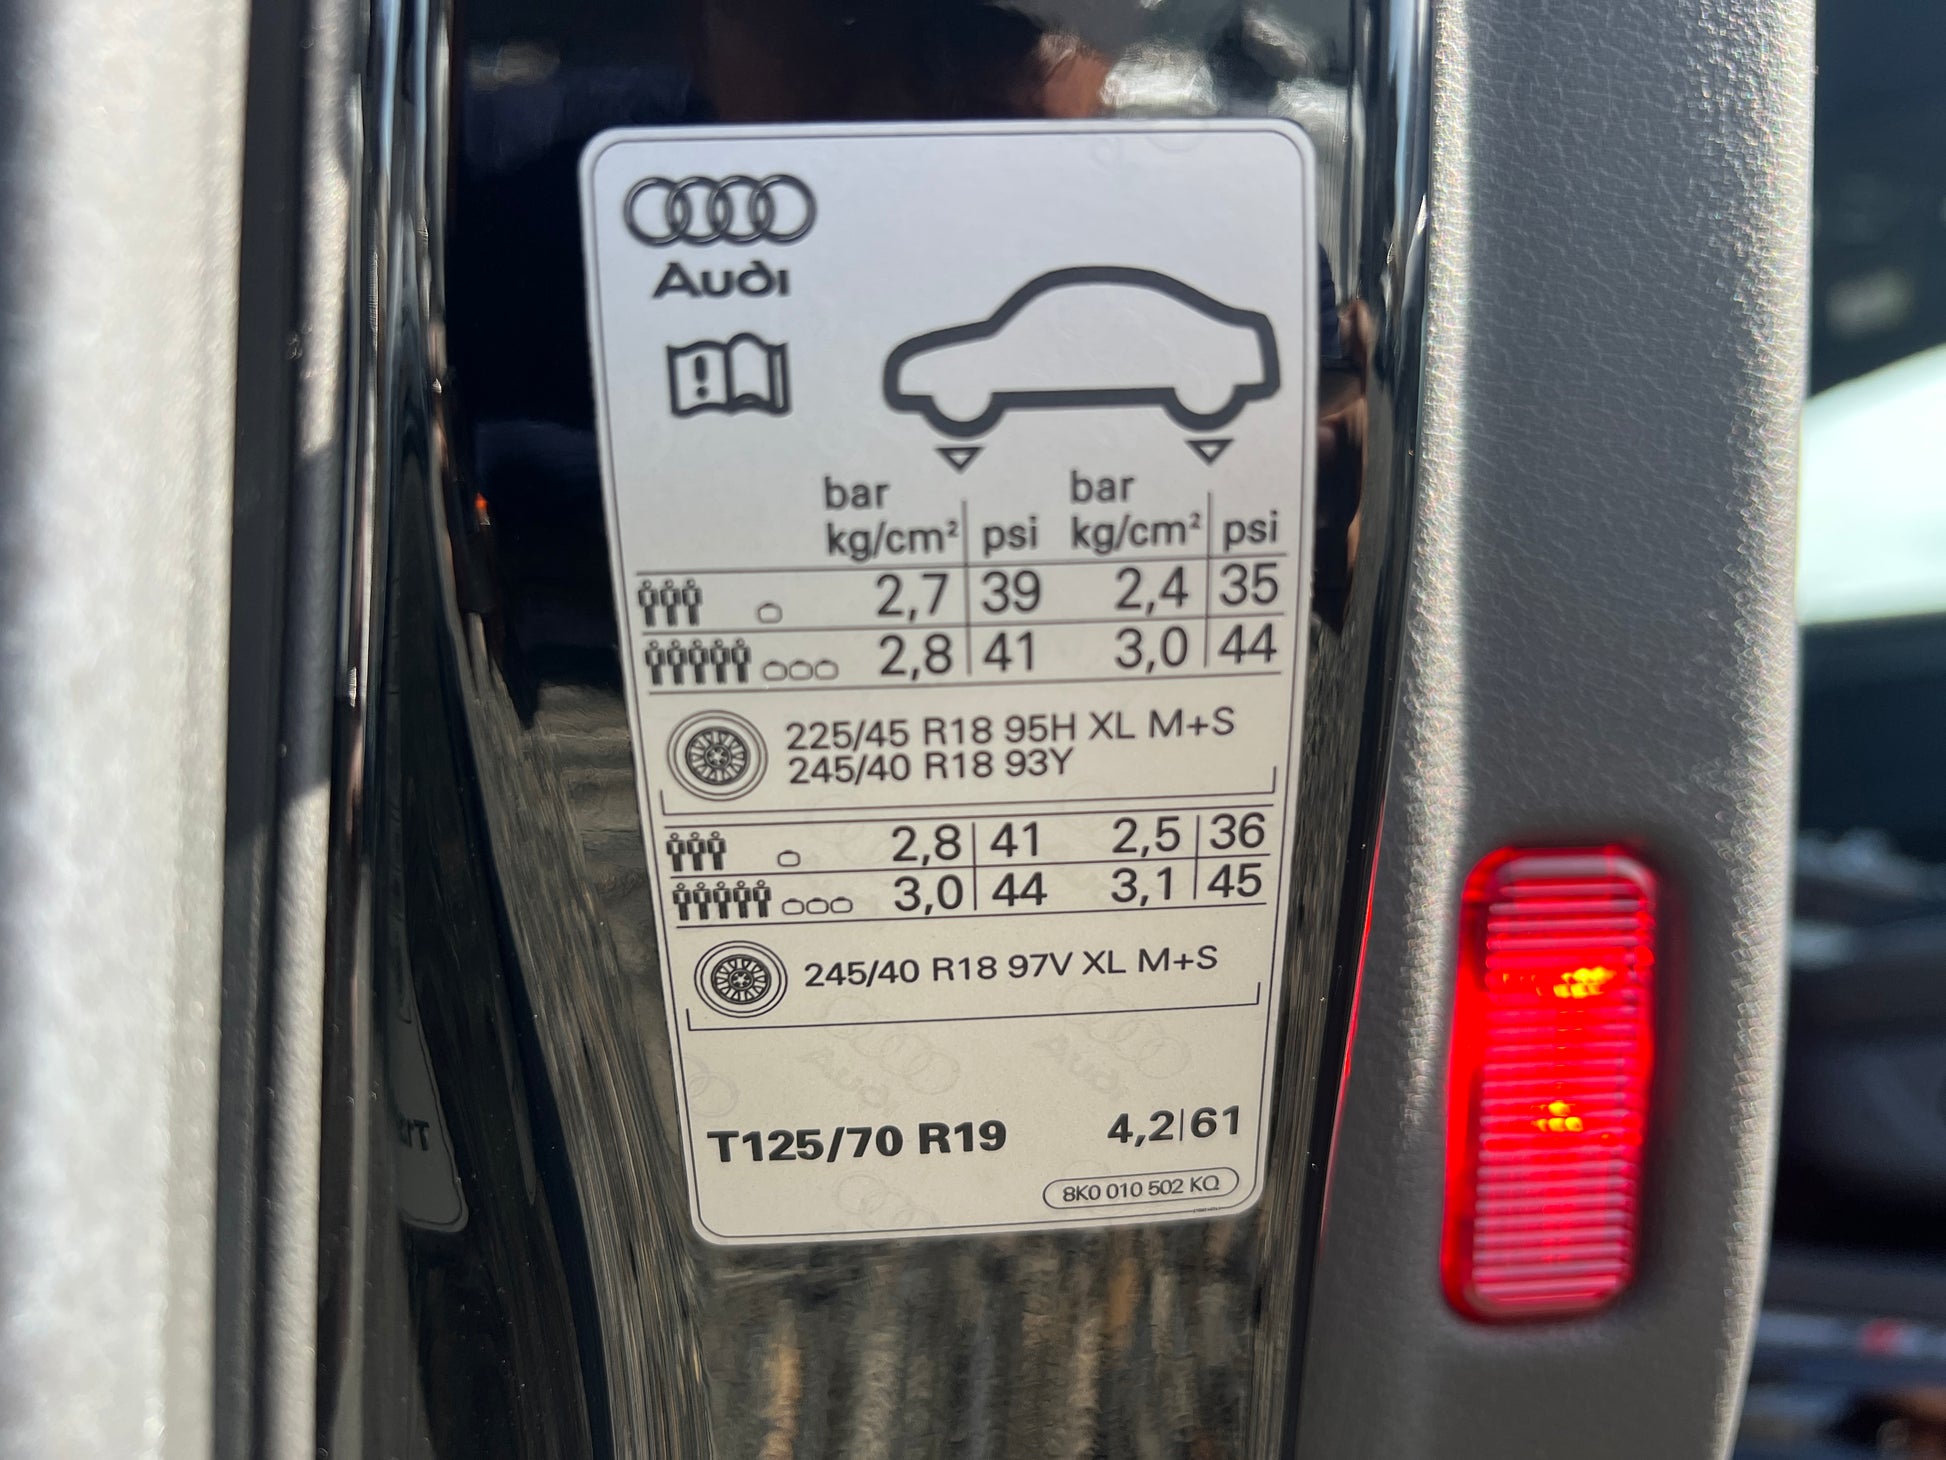 Audi
bar bar
kg/cm² psi kg/cm² psi
2,7 39 2,4 35
2,8 41 3,0 44
225/45 R18 95H XL M+S
245/40 R18 93Y
2,8 41 2,5 36
3,0 44 3,1 45
245/40 R18 97V XL M+S
Audi Audi
T125/70 R19 4,2|61
8K0 010 502 KQ